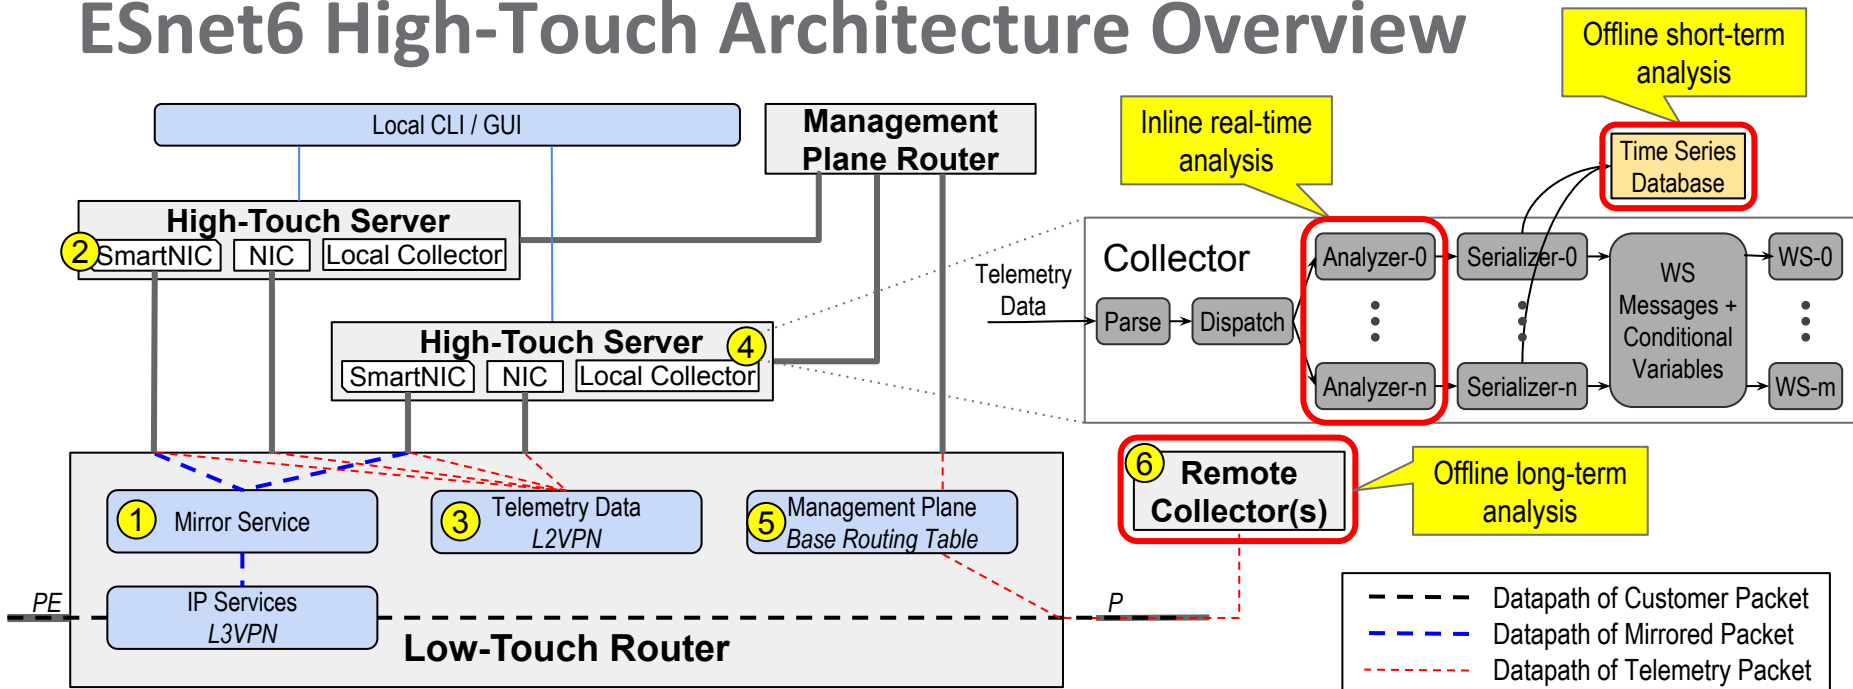 ESnet6 High-Touch Architecture Overview
Offline short-term
analysis
Local CLI / GUI
Management
Plane Router
Inline real-time
analysis
Time Series
Database
High-Touch Server
2
SmartNIC
NIC
Local Collector
Collector
Telemetry
Data
Parse
Dispatch
Analyzer-0
Analyzer-n
Serializer-0
Serializer-n
WS
Messages +
Conditional
Variables
WS-0
WS-m
High-Touch Server
4
SmartNIC
NIC
Local Collector
1
Mirror Service
3
Telemetry Data
L2VPN
5
Management Plane
Base Routing Table
6
Remote
Collector(s)
Offline long-term
analysis
PE
IP Services
L3VPN
Low-Touch Router
P
Datapath of Customer Packet
Datapath of Mirrored Packet
Datapath of Telemetry Packet